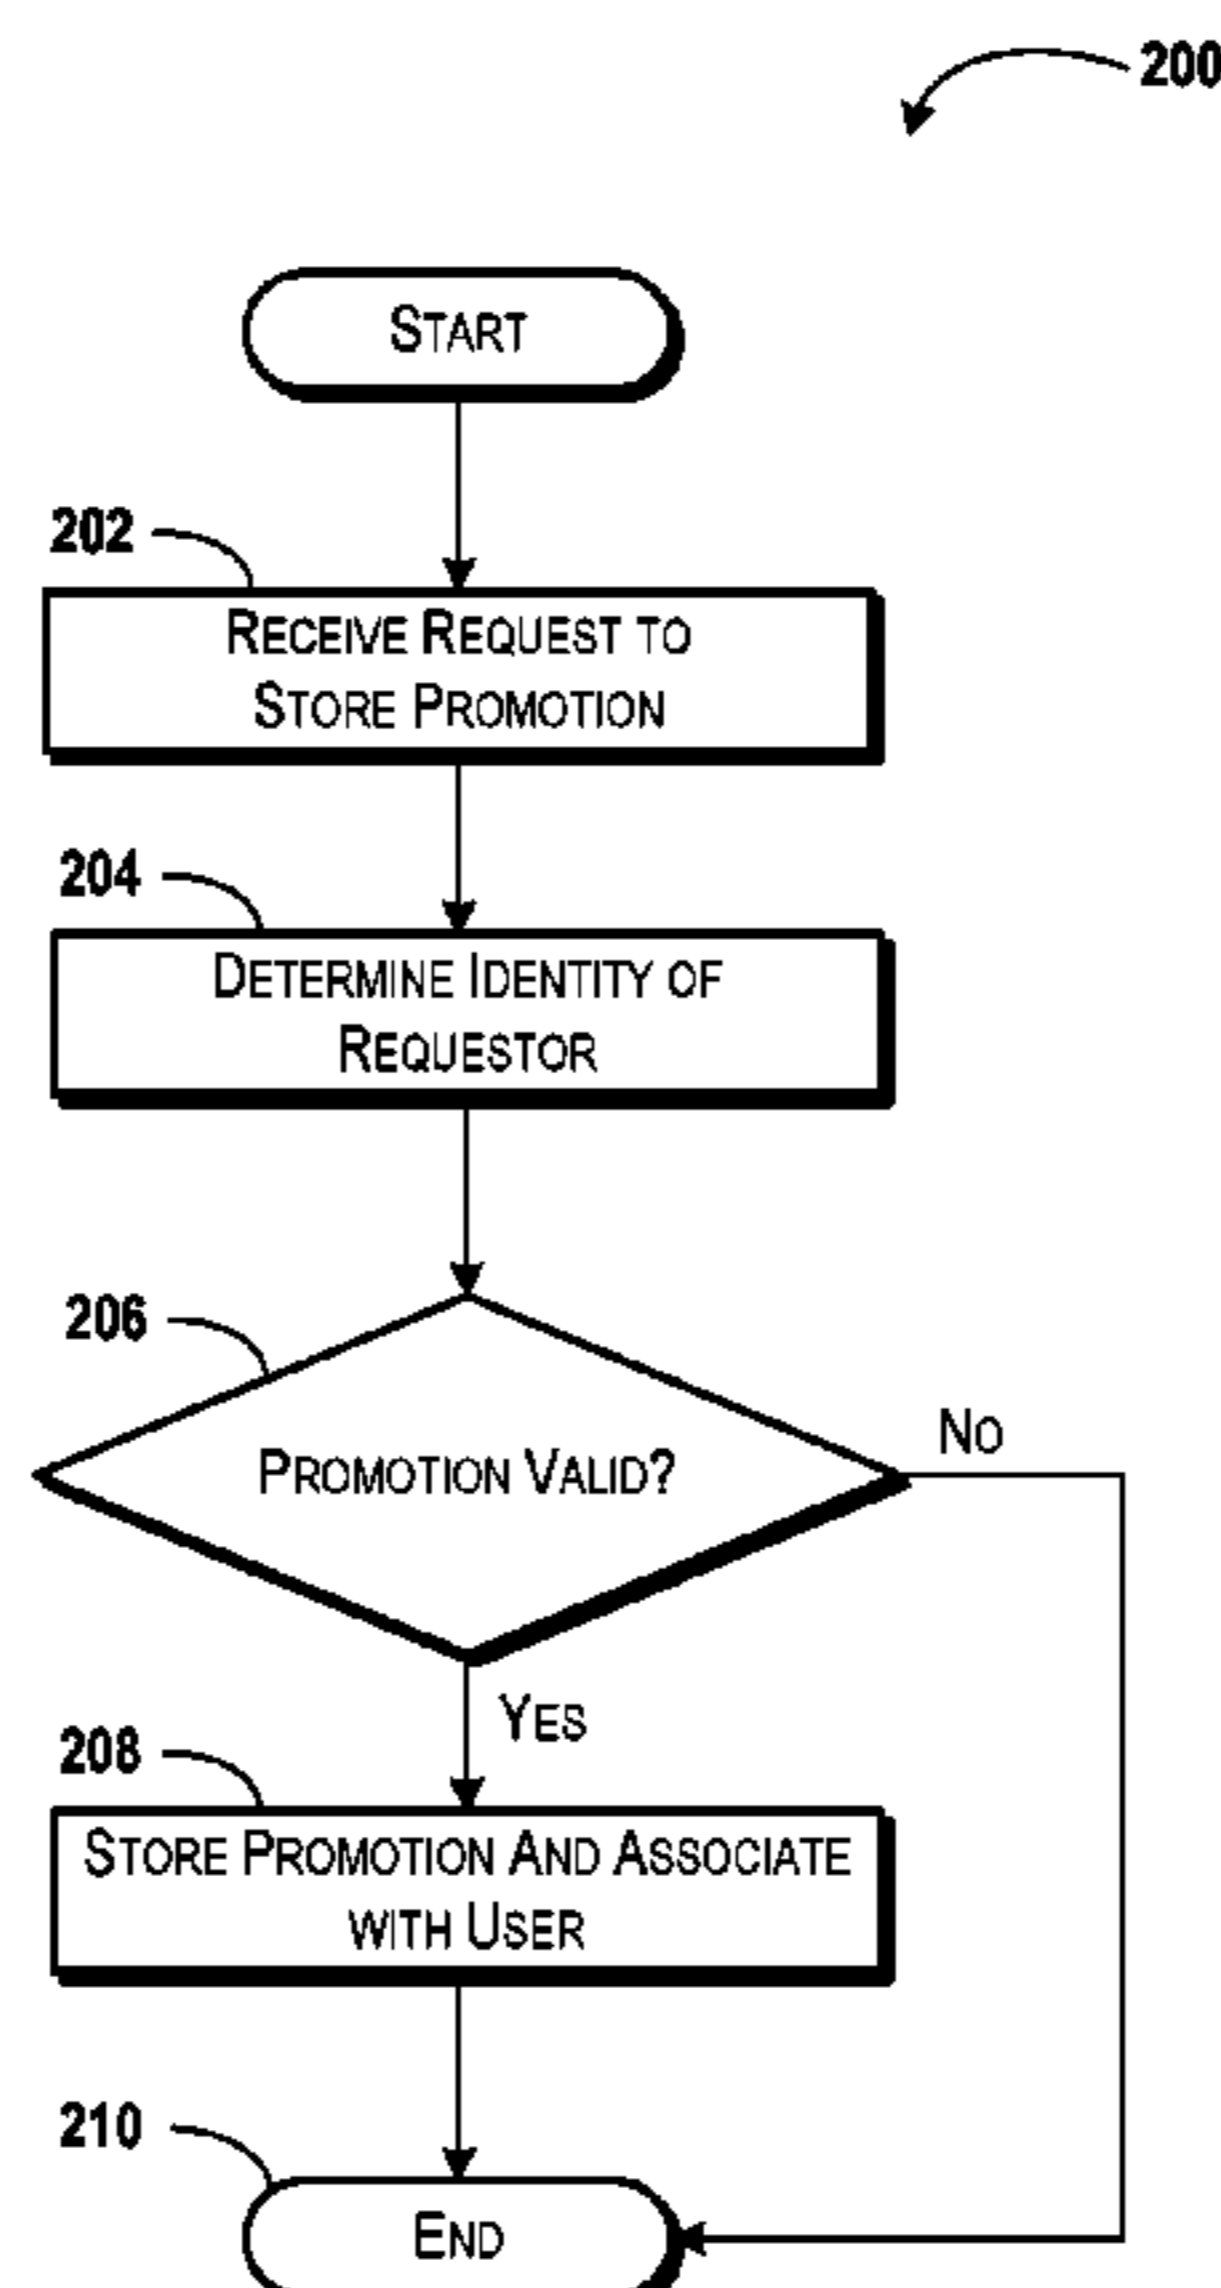 200
START
202
RECEIVE REQUEST TO
STORE PROMOTION
204
DETERMINE IDENTITY OF
REQUESTOR
206
PROMOTION VALID?
NO
YES
208
STORE PROMOTION AND ASSOCIATE
WITH USER
210
END